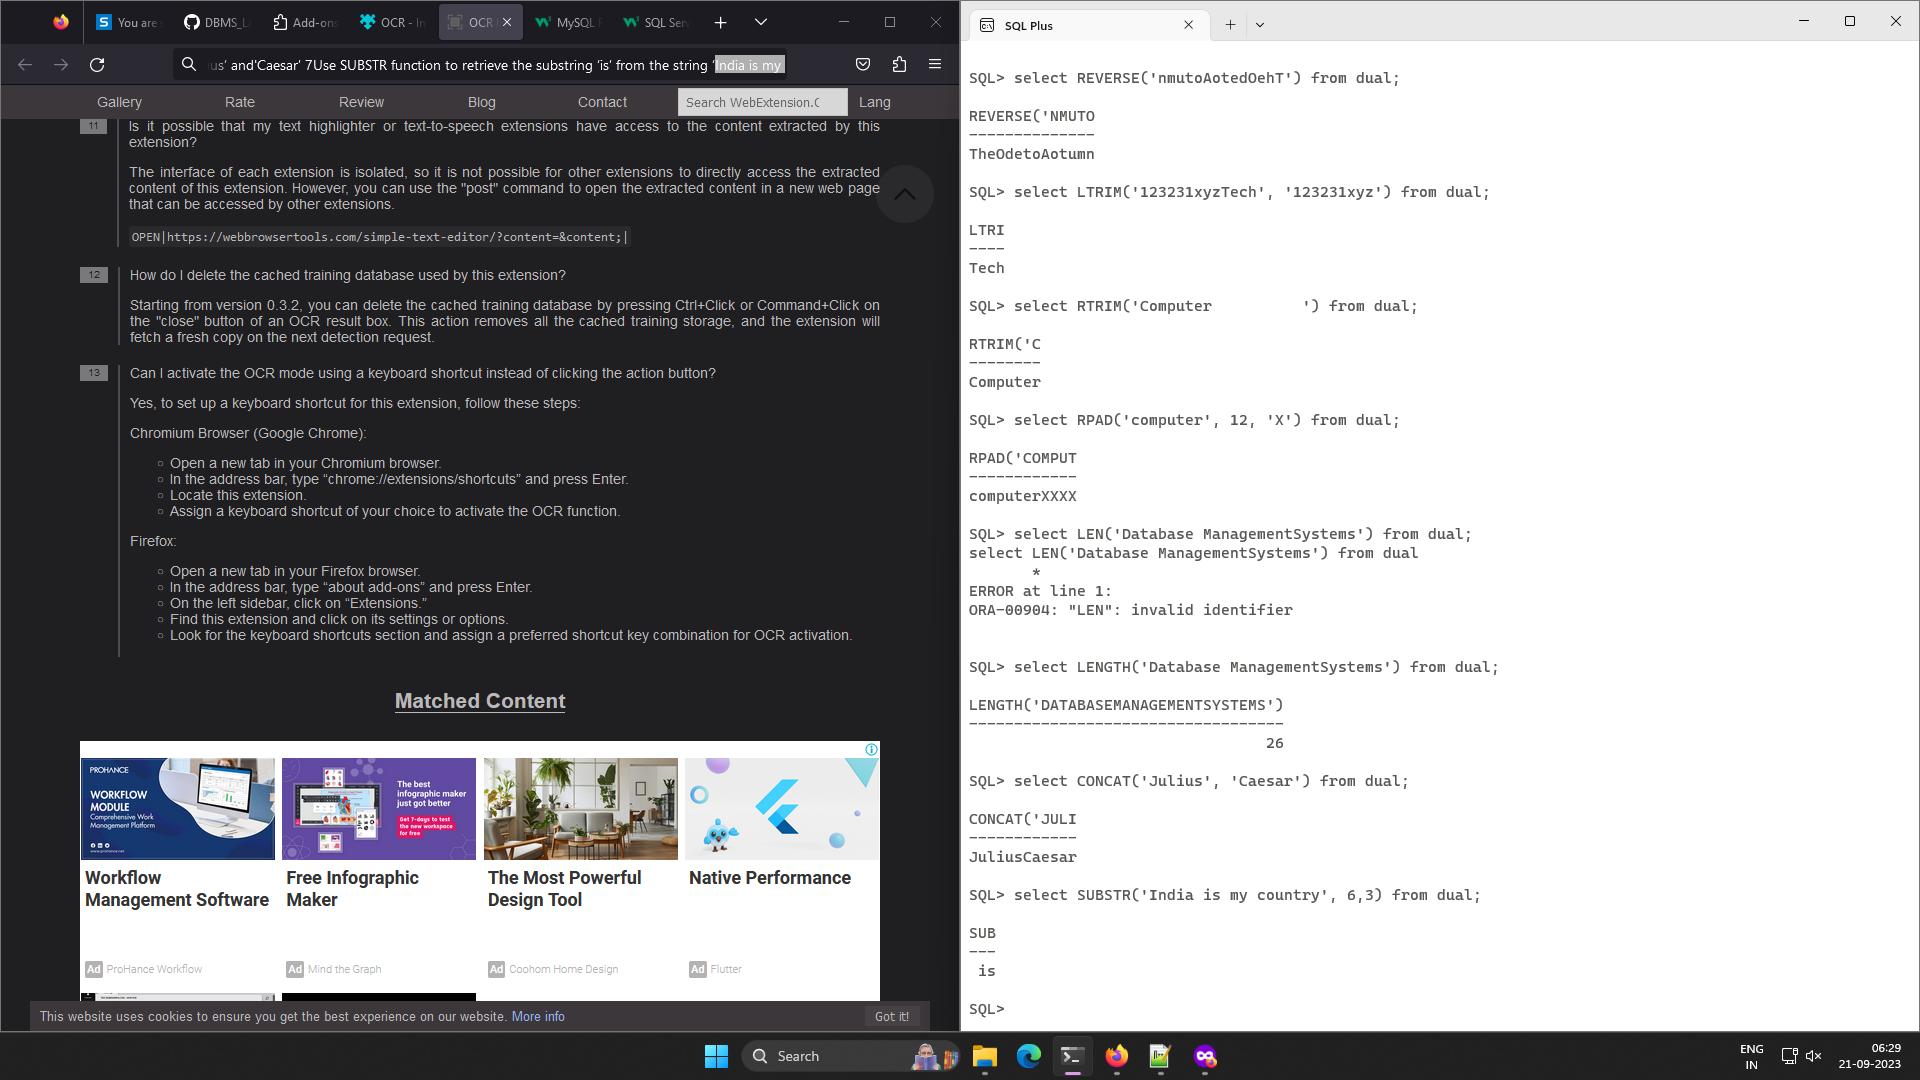 You are
DBMS_L
Add-on
OCR - I
OCR
MySQL
SQL Ser
us’ and‘Caesar’ 7Use SUBSTR function to retrieve the substring ‘is’ from the string ‘India is my
Gallery Rate Review Blog Contact Search WebExtension.O Lang
11 Is it possible that my text highlighter or text-to-speech extensions have access to the content extracted by this
extension?
The interface of each extension is isolated, so it is not possible for other extensions to directly access the extracted
content of this extension. However, you can use the "post" command to open the extracted content in a new web page
that can be accessed by other extensions.
OPEN|https://webbrowsertools.com/simple-text-editor/?content=&content;|
12 How do I delete the cached training database used by this extension?
Starting from version 0.3.2, you can delete the cached training database by pressing Ctrl+Click or Command+Click on
the "close" button of an OCR result box. This action removes all the cached training storage, and the extension will
fetch a fresh copy on the next detection request.
13 Can I activate the OCR mode using a keyboard shortcut instead of clicking the action button?
Yes, to set up a keyboard shortcut for this extension, follow these steps:
Chromium Browser (Google Chrome):
Open a new tab in your Chromium browser.
In the address bar, type “chrome://extensions/shortcuts” and press Enter.
Locate this extension.
Assign a keyboard shortcut of your choice to activate the OCR function.
Firefox:
Open a new tab in your Firefox browser.
In the address bar, type “about add-ons” and press Enter.
On the left sidebar, click on “Extensions.”
Find this extension and click on its settings or options.
Look for the keyboard shortcuts section and assign a preferred shortcut key combination for OCR activation.
Matched Content
PROHANCE
WORKFLOW
MODULE
Comprehensive Work
Management Platform
The best
infographic maker
just got better
Get 7-days to test
the new workspace
for free
Workflow
Management Software
Free Infographic
Maker
The Most Powerful
Design Tool
Native Performance
Ad ProHance Workflow
Ad Mind the Graph
Ad Coohom Home Design
Ad Flutter
This website uses cookies to ensure you get the best experience on our website. More info Got it!
SQL Plus
SQL> select REVERSE('nmutoAotedOehT') from dual;
REVERSE('NMUTO
--------------
TheOdetoAotumn
SQL> select LTRIM('123231xyzTech', '123231xyz') from dual;
LTRI
----
Tech
SQL> select RTRIM('Computer          ') from dual;
RTRIM('C
--------
Computer
SQL> select RPAD('computer', 12, 'X') from dual;
RPAD('COMPUT
------------
computerXXXX
SQL> select LEN('Database ManagementSystems') from dual;
select LEN('Database ManagementSystems') from dual
       *
ERROR at line 1:
ORA-00904: "LEN": invalid identifier
SQL> select LENGTH('Database ManagementSystems') from dual;
LENGTH('DATABASEMANAGEMENTSYSTEMS')
-----------------------------------
                                 26
SQL> select CONCAT('Julius', 'Caesar') from dual;
CONCAT('JULI
------------
JuliusCaesar
SQL> select SUBSTR('India is my country', 6,3) from dual;
SUB
---
 is
SQL>
Search
ENG
IN
06:29
21-09-2023